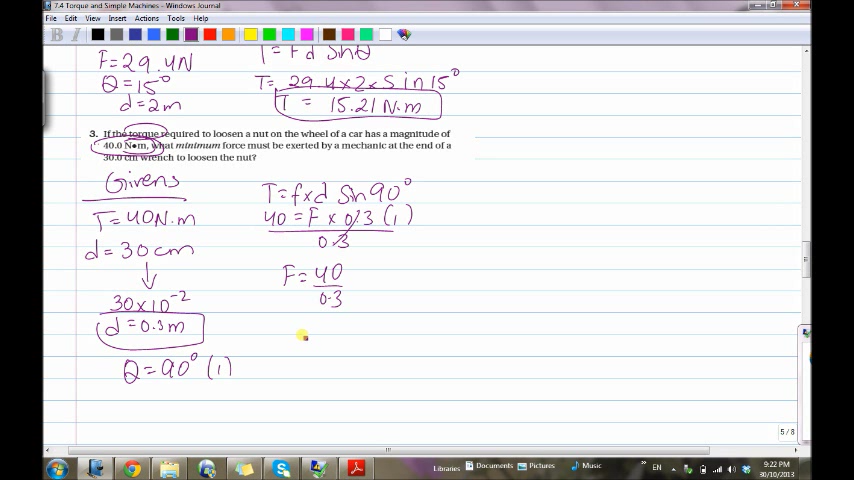 7.4 Torque and Simple Machines - Windows Journal
File Edit View Insert Actions Tools Help
B I
F=29.4N
θ=15°
d=2m
T=Fd Sinθ
T= 29.4x2xSin15°
T = 15.21N.m
3. If the torque required to loosen a nut on the wheel of a car has a magnitude of
40.0 N•m, what minimum force must be exerted by a mechanic at the end of a
30.0 cm wrench to loosen the nut?
Givens
T=40N.m
d=30cm
30x10⁻²
d=0.3m
θ=90° (1)
T=fxd Sin90°
40=Fx0.3 (1)
0.3
F=40
0.3
5 / 8
Libraries Documents Pictures Music » EN 9:22 PM
30/10/2013